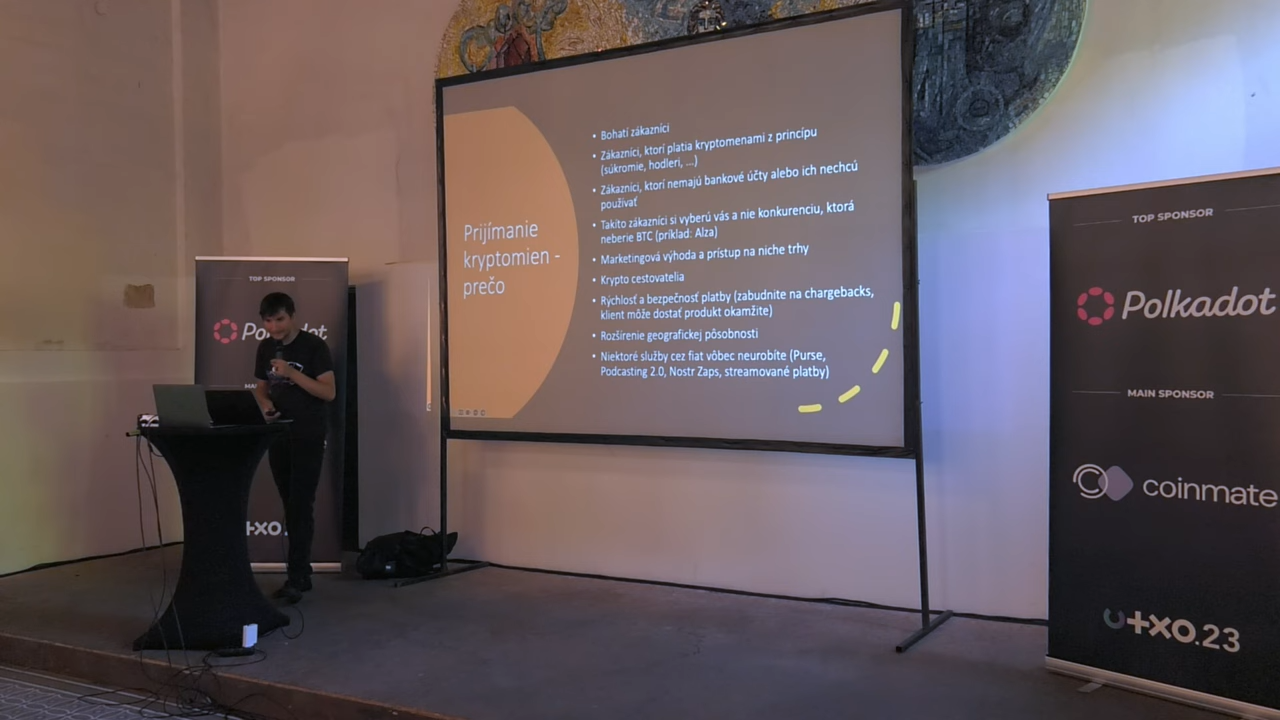 TOP SPONSOR
Polkadot
Prijímanie
kryptomien -
prečo
• Bohatí zákazníci
• Zákazníci, ktorí platia kryptomenami z princípu
(súkromie, hodleri, ...)
• Zákazníci, ktorí nemajú bankové účty alebo ich nechcú
používať
• Takíto zákazníci si vyberú vás a nie konkurenciu, ktorá
neberie BTC (príklad: Alza)
• Marketingová výhoda a prístup na niche trhy
• Krypto cestovatelia
• Rýchlosť a bezpečnosť platby (zabudnite na chargebacks,
klient môže dostať produkt okamžite)
• Rozšírenie geografickej pôsobnosti
• Niektoré služby cez fiat vôbec neurobíte (Purse,
Podcasting 2.0, Nostr Zaps, streamované platby)
TOP SPONSOR
Polkadot
MAIN SPONSOR
coinmate
utxo.23